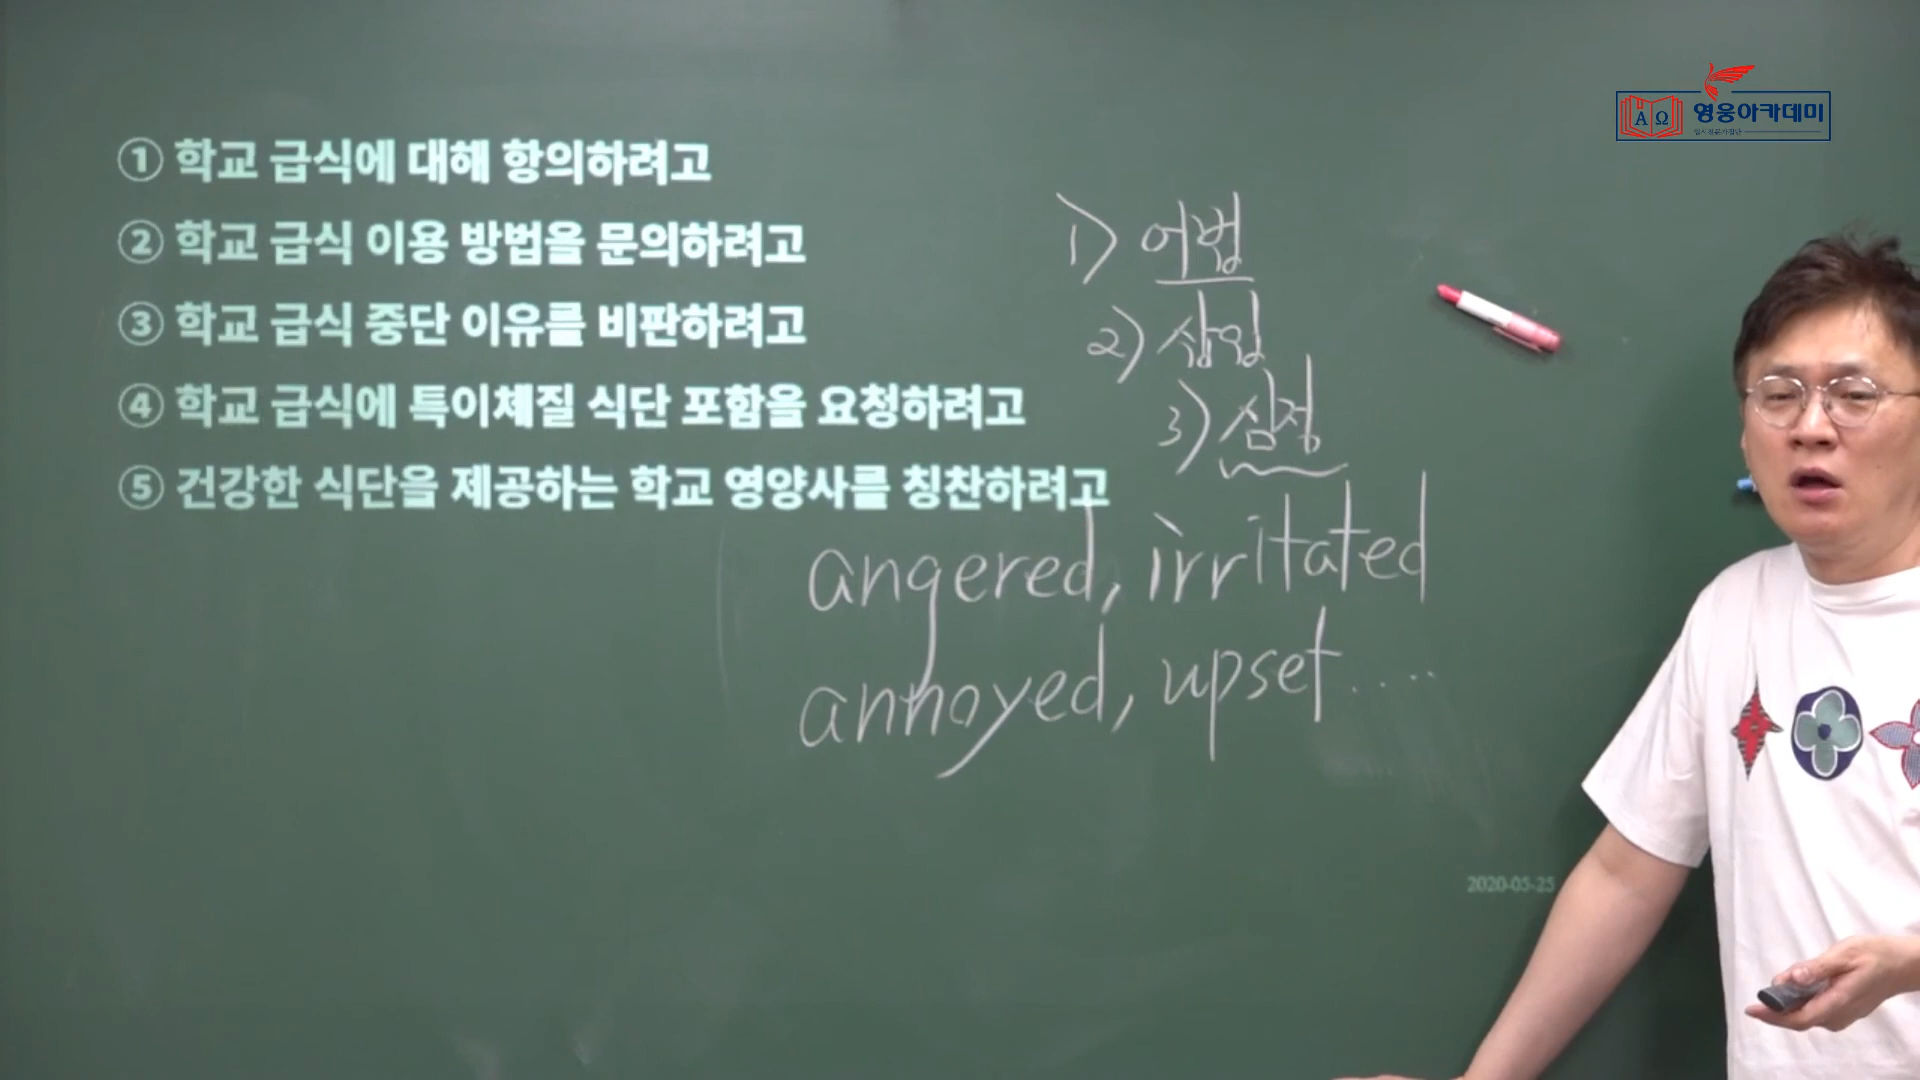 ① 학교 급식에 대해 항의하려고
② 학교 급식 이용 방법을 문의하려고
③ 학교 급식 중단 이유를 비판하려고
④ 학교 급식에 특이체질 식단 포함을 요청하려고
⑤ 건강한 식단을 제공하는 학교 영양사를 칭찬하려고
1) 어법
2) 삽입
3) 심정
angered, irritated
annoyed, upset....
A Ω 영웅아카데미
2020-05-25